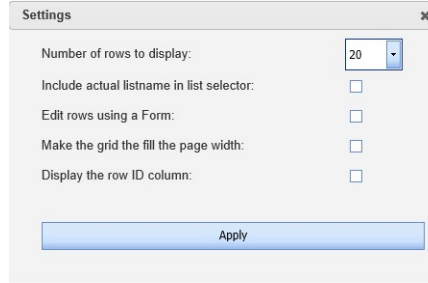 Settings
Number of rows to display: 20
Include actual listname in list selector:
Edit rows using a Form:
Make the grid the fill the page width:
Display the row ID column:
Apply